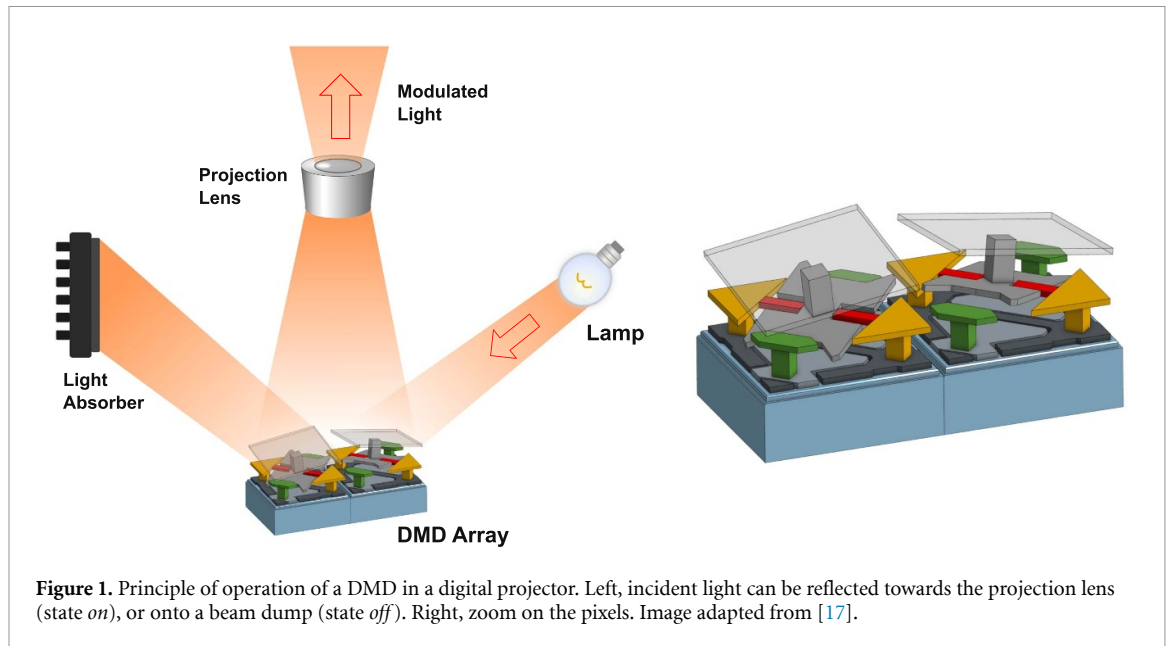 Modulated
Light
Projection
Lens
Lamp
Light
Absorber
DMD Array
Figure 1. Principle of operation of a DMD in a digital projector. Left, incident light can be reflected towards the projection lens
(state on), or onto a beam dump (state off). Right, zoom on the pixels. Image adapted from [17].